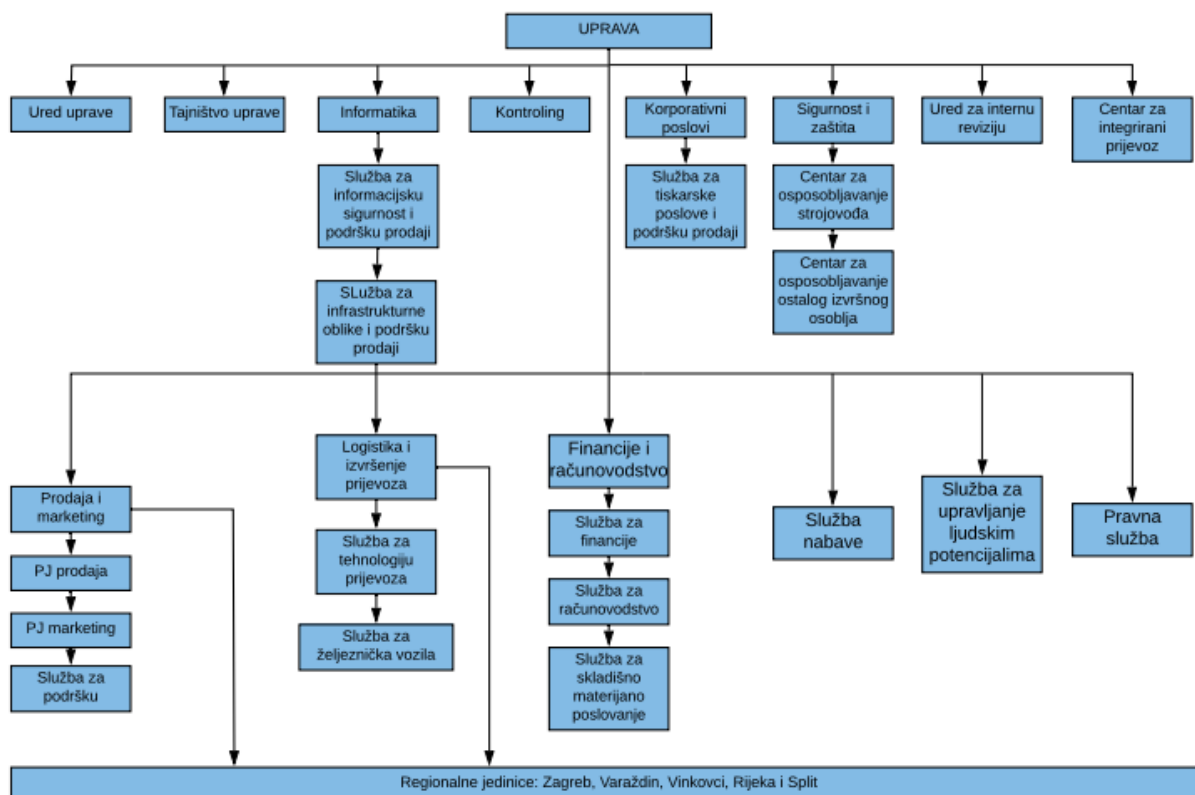 UPRAVA
Ured uprave
Tajništvo uprave
Informatika
Kontroling
Korporativni
poslovi
Sigurnost i
zaštita
Ured za internu
reviziju
Centar za
integrirani
prijevoz
Služba za
informacijsku
sigurnost i
podršku prodaji
Služba za
tiskarske
poslove i
podršku prodaji
Centar za
osposobljavanje
strojovođa
Centar za
osposobljavanje
ostalog izvršnog
osoblja
SLužba za
infrastrukturne
oblike i podršku
prodaji
Prodaja i
marketing
PJ prodaja
PJ marketing
Služba za
podršku
Logistika i
izvršenje
prijevoza
Služba za
tehnologiju
prijevoza
Služba za
željeznička vozila
Financije i
računovodstvo
Služba za
financije
Služba za
računovodstvo
Služba za
skladišno
materijano
poslovanje
Služba
nabave
Služba za
upravljanje
ljudskim
potencijalima
Pravna
služba
Regionalne jedinice: Zagreb, Varaždin, Vinkovci, Rijeka i Split